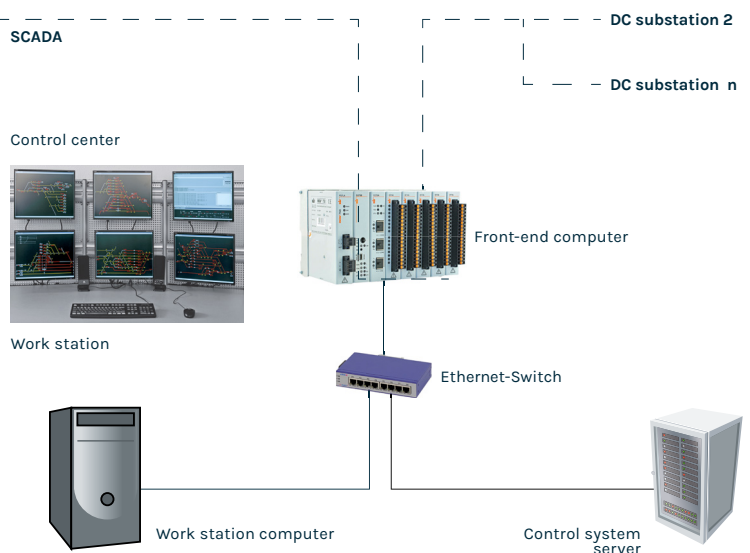 DC substation 2
SCADA
DC substation n
Control center
Front-end computer
Work station
Ethernet-Switch
Work station computer
Control system
server